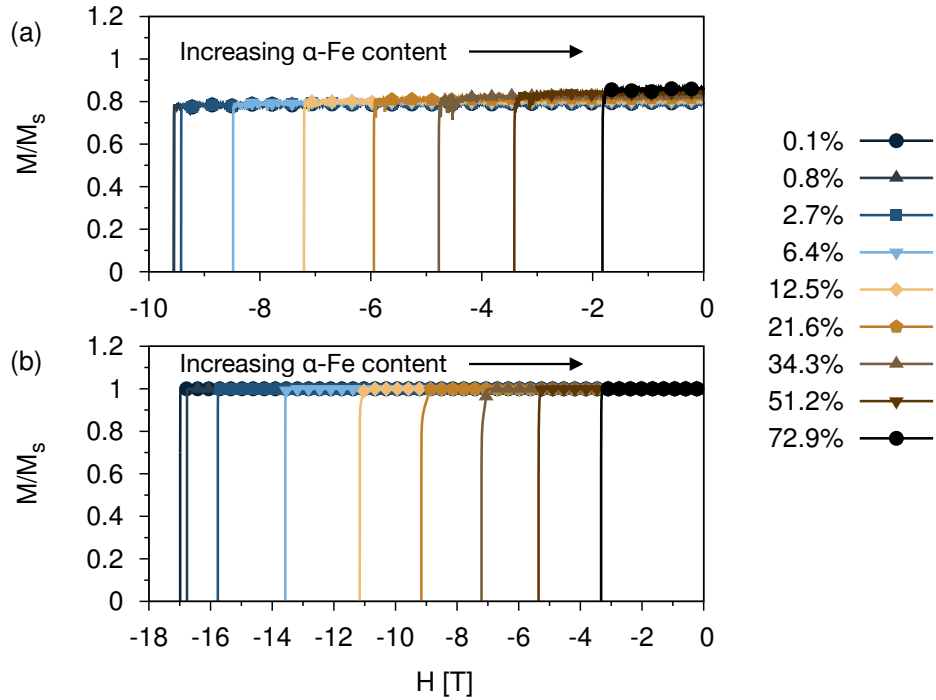 (a)
1.2
1
0.8
0.6
0.4
0.2
0
M/Mₛ
Increasing α-Fe content
-10 -8 -6 -4 -2 0
(b)
1.2
1
0.8
0.6
0.4
0.2
0
M/Mₛ
Increasing α-Fe content
-18 -16 -14 -12 -10 -8 -6 -4 -2 0
H [T]
0.1%
0.8%
2.7%
6.4%
12.5%
21.6%
34.3%
51.2%
72.9%